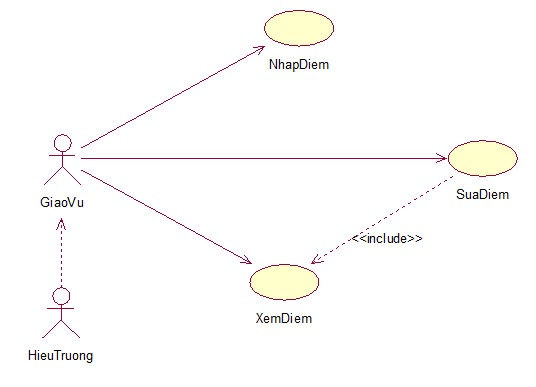 NhapDiem
GiaoVu
SuaDiem
<<include>>
XemDiem
HieuTruong